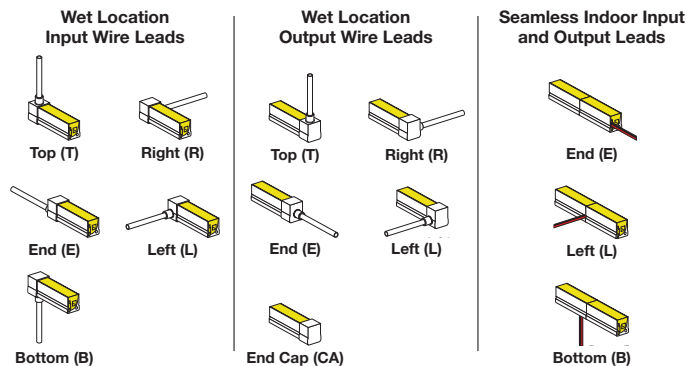 Wet Location
Input Wire Leads
Top (T)
Right (R)
End (E)
Left (L)
Bottom (B)
Wet Location
Output Wire Leads
Top (T)
Right (R)
End (E)
Left (L)
End Cap (CA)
Seamless Indoor Input
and Output Leads
End (E)
Left (L)
Bottom (B)